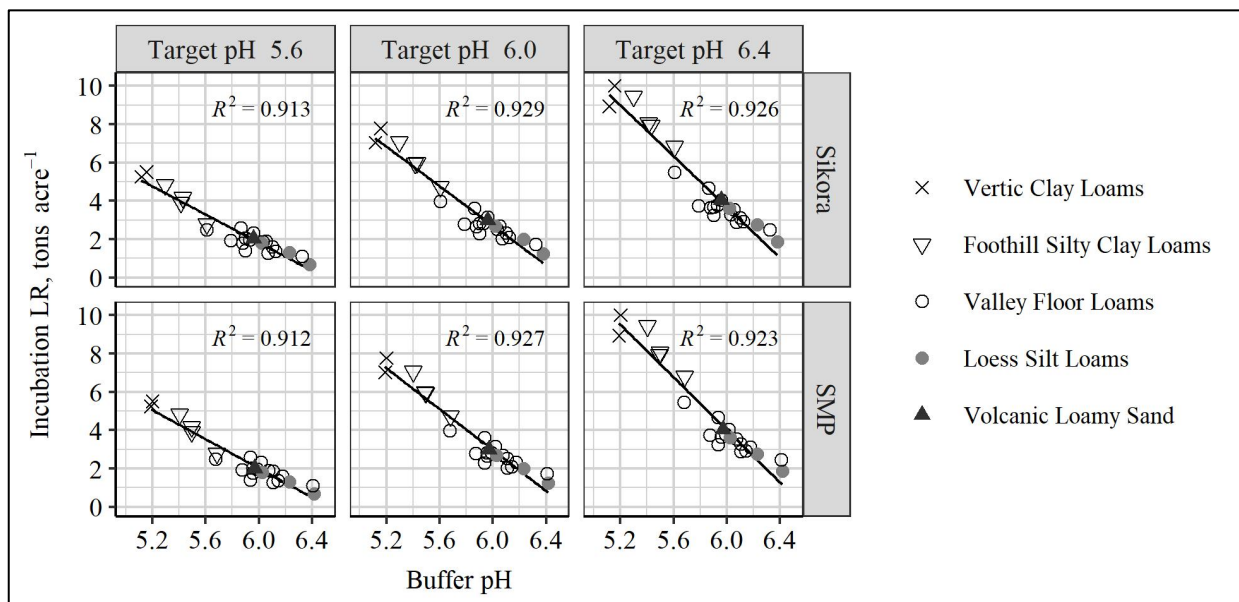 Target pH 5.6 Target pH 6.0 Target pH 6.4
10
8
6
4
2
0
R² = 0.913
R² = 0.929
R² = 0.926
Sikora
10
8
6
4
2
0
R² = 0.912
R² = 0.927
R² = 0.923
SMP
5.2 5.6 6.0 6.4
5.2 5.6 6.0 6.4
5.2 5.6 6.0 6.4
Incubation LR, tons acre⁻¹
Buffer pH
Vertic Clay Loams
Foothill Silty Clay Loams
Valley Floor Loams
Loess Silt Loams
Volcanic Loamy Sand